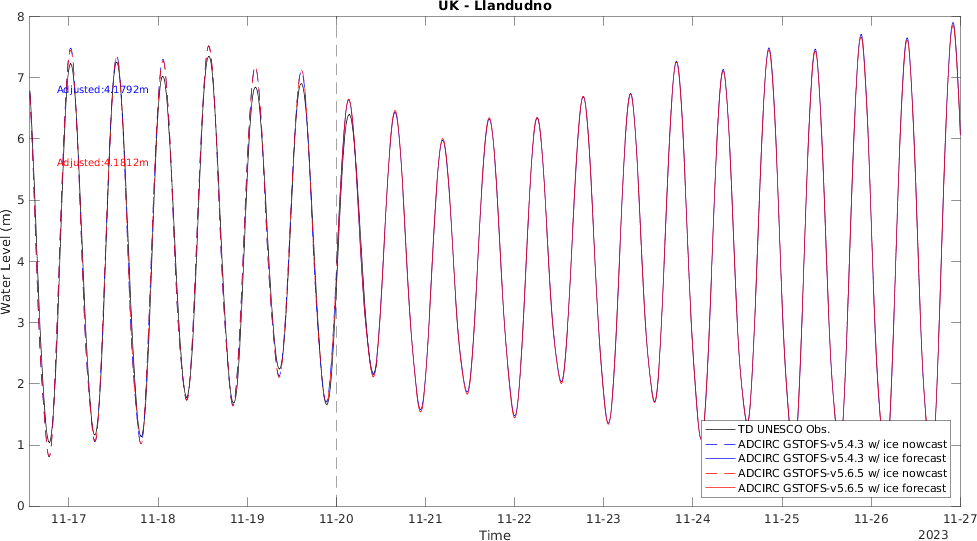 UK - Llandudno
8
7
6
5
4
3
2
1
0
Water Level (m)
Adjusted:4.1792m
Adjusted:4.1812m
TD UNESCO Obs.
ADCIRC GSTOFS-v5.4.3 w/ ice nowcast
ADCIRC GSTOFS-v5.4.3 w/ ice forecast
ADCIRC GSTOFS-v5.6.5 w/ ice nowcast
ADCIRC GSTOFS-v5.6.5 w/ ice forecast
11-17 11-18 11-19 11-20 11-21 11-22 11-23 11-24 11-25 11-26 11-27
Time
2023